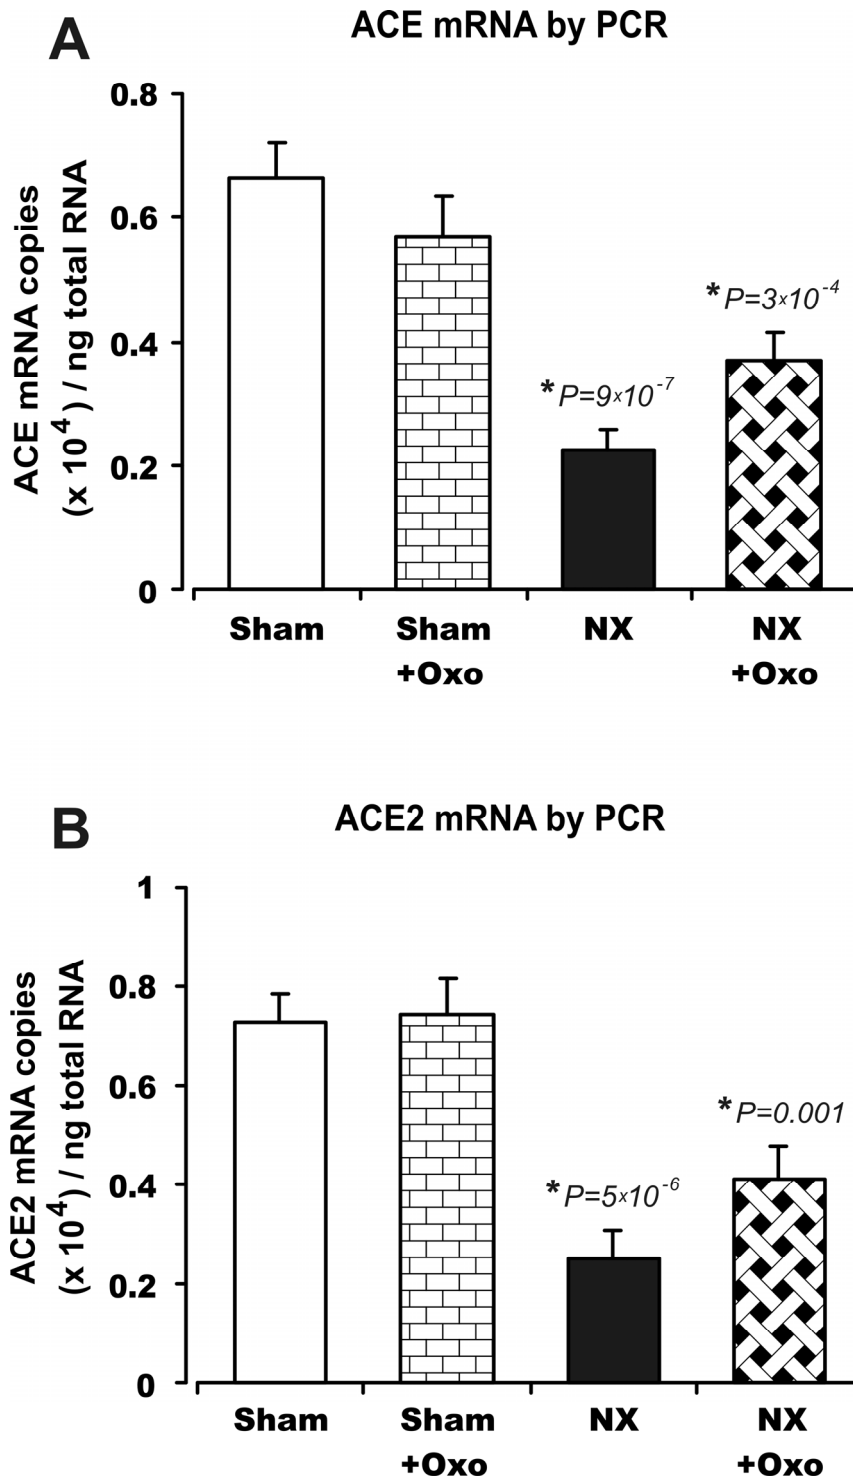 A
ACE mRNA by PCR
ACE mRNA copies
(x 10⁴) / ng total RNA
0.8
0.6
0.4
0.2
0
*P=9x10⁻⁷
*P=3x10⁻⁴
Sham
Sham
+Oxo
NX
NX
+Oxo
B
ACE2 mRNA by PCR
ACE2 mRNA copies
(x 10⁴) / ng total RNA
1
0.8
0.6
0.4
0.2
0
*P=5x10⁻⁶
*P=0.001
Sham
Sham
+Oxo
NX
NX
+Oxo